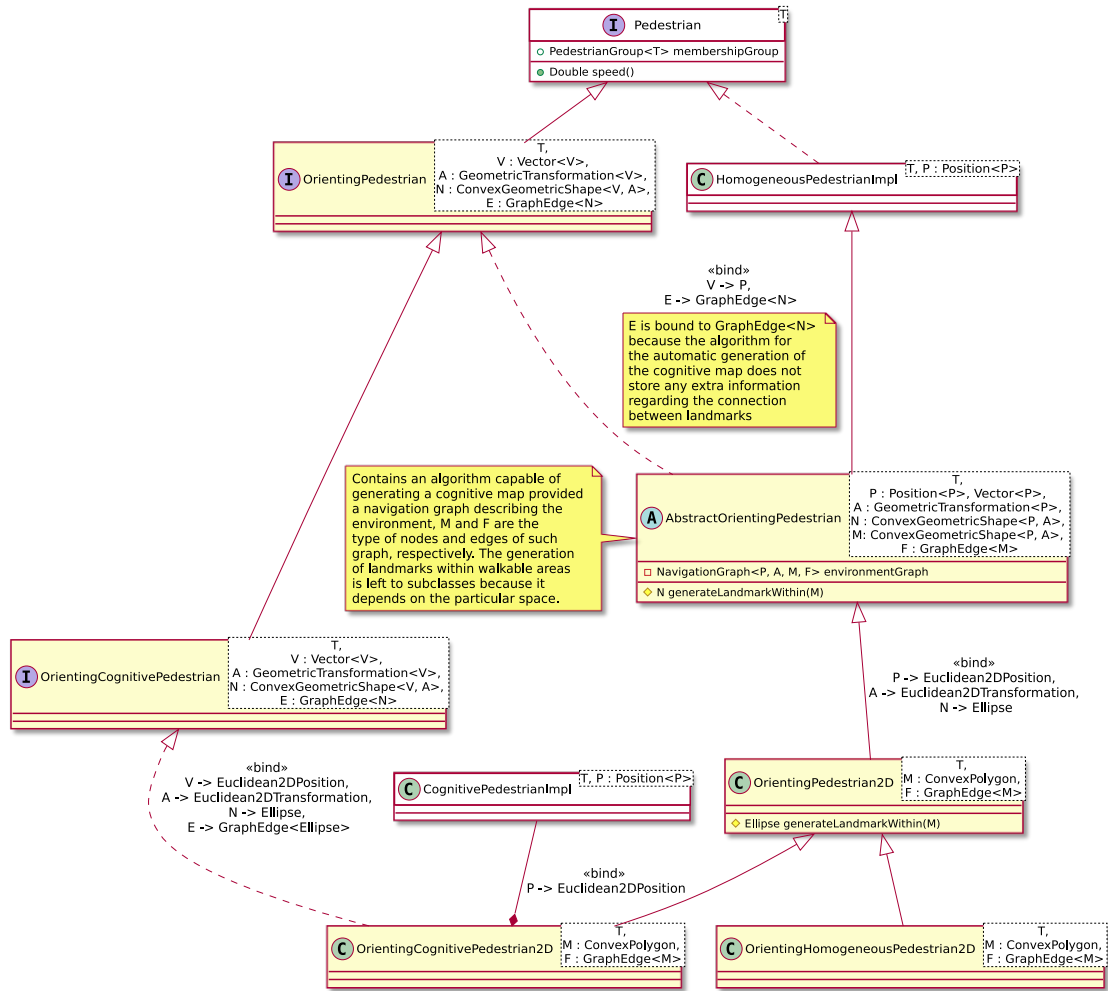 I Pedestrian
T
PedestrianGroup<T> membershipGroup
Double speed()
I OrientingPedestrian
T,
V : Vector<V>,
A : GeometricTransformation<V>,
N : ConvexGeometricShape<V, A>,
E : GraphEdge<N>
C HomogeneousPedestrianImpl
T, P : Position<P>
«bind»
V -> P,
E -> GraphEdge<N>
E is bound to GraphEdge<N>
because the algorithm for
the automatic generation of
the cognitive map does not
store any extra information
regarding the connection
between landmarks
Contains an algorithm capable of
generating a cognitive map provided
a navigation graph describing the
environment, M and F are the
type of nodes and edges of such
graph, respectively. The generation
of landmarks within walkable areas
is left to subclasses because it
depends on the particular space.
A AbstractOrientingPedestrian
T,
P : Position<P>, Vector<P>,
A : GeometricTransformation<P>,
N : ConvexGeometricShape<P, A>,
M: ConvexGeometricShape<P, A>,
F : GraphEdge<M>
NavigationGraph<P, A, M, F> environmentGraph
N generateLandmarkWithin(M)
I OrientingCognitivePedestrian
T,
V : Vector<V>,
A : GeometricTransformation<V>,
N : ConvexGeometricShape<V, A>,
E : GraphEdge<N>
«bind»
P -> Euclidean2DPosition,
A -> Euclidean2DTransformation,
N -> Ellipse
«bind»
V -> Euclidean2DPosition,
A -> Euclidean2DTransformation,
N -> Ellipse,
E -> GraphEdge<Ellipse>
C CognitivePedestrianImpl
T, P : Position<P>
C OrientingPedestrian2D
T,
M : ConvexPolygon,
F : GraphEdge<M>
Ellipse generateLandmarkWithin(M)
«bind»
P -> Euclidean2DPosition
C OrientingCognitivePedestrian2D
T,
M : ConvexPolygon,
F : GraphEdge<M>
C OrientingHomogeneousPedestrian2D
T,
M : ConvexPolygon,
F : GraphEdge<M>